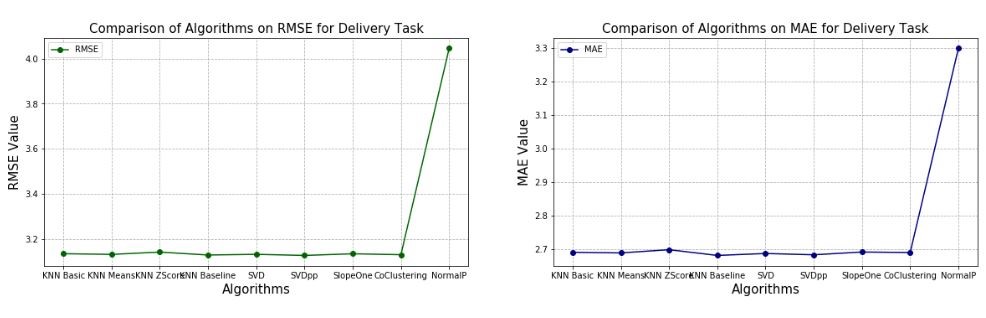 Comparison of Algorithms on RMSE for Delivery Task
RMSE
4.0
3.8
3.6
3.4
3.2
RMSE Value
KNN Basic KNN Means KNN ZScore KNN Baseline SVD SVDpp SlopeOne CoClustering NormalP
Algorithms
Comparison of Algorithms on MAE for Delivery Task
MAE
3.3
3.2
3.1
3.0
2.9
2.8
2.7
MAE Value
KNN Basic KNN Means KNN ZScore KNN Baseline SVD SVDpp SlopeOne CoClustering NormalP
Algorithms